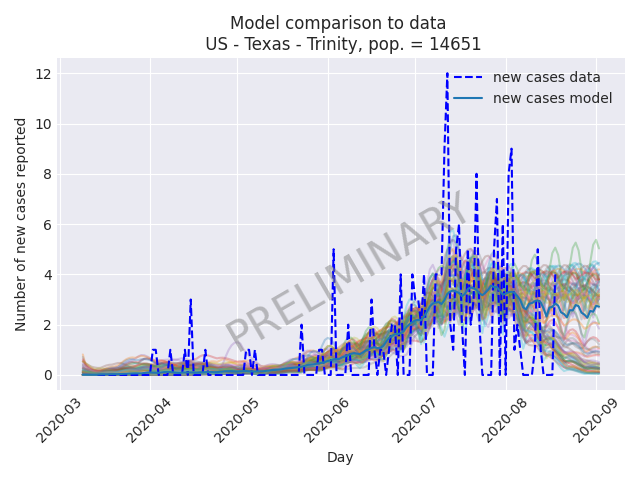 Model comparison to data
US - Texas - Trinity, pop. = 14651
new cases data
new cases model
Number of new cases reported
12
10
8
6
4
2
0
PRELIMINARY
2020-03
2020-04
2020-05
2020-06
2020-07
2020-08
2020-09
Day